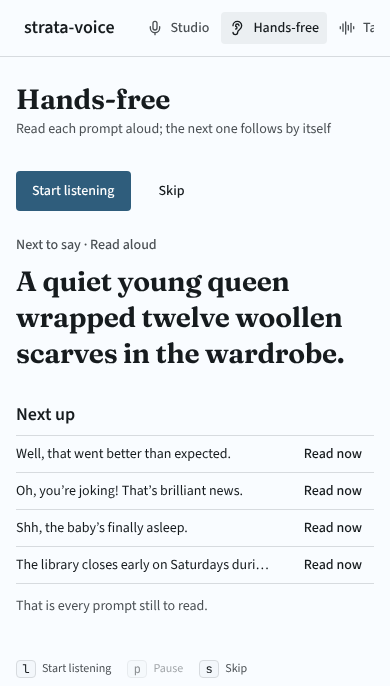 strata-voice Studio Hands-free
Hands-free
Read each prompt aloud; the next one follows by itself
Start listening Skip
Next to say · Read aloud
A quiet young queen
wrapped twelve woollen
scarves in the wardrobe.
Next up
Well, that went better than expected. Read now
Oh, you’re joking! That’s brilliant news. Read now
Shh, the baby’s finally asleep. Read now
The library closes early on Saturdays duri… Read now
That is every prompt still to read.
l Start listening p Pause s Skip